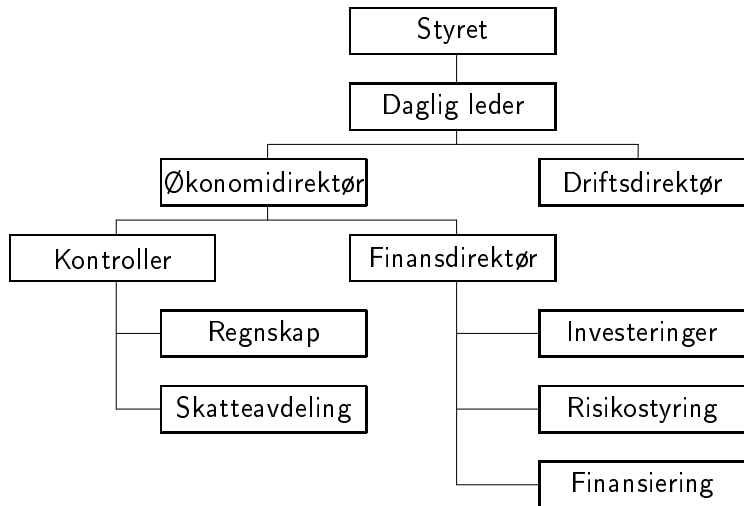 Styret
Daglig leder
Økonomidirektør
Driftsdirektør
Kontroller
Finansdirektør
Regnskap
Investeringer
Skatteavdeling
Risikostyring
Finansiering